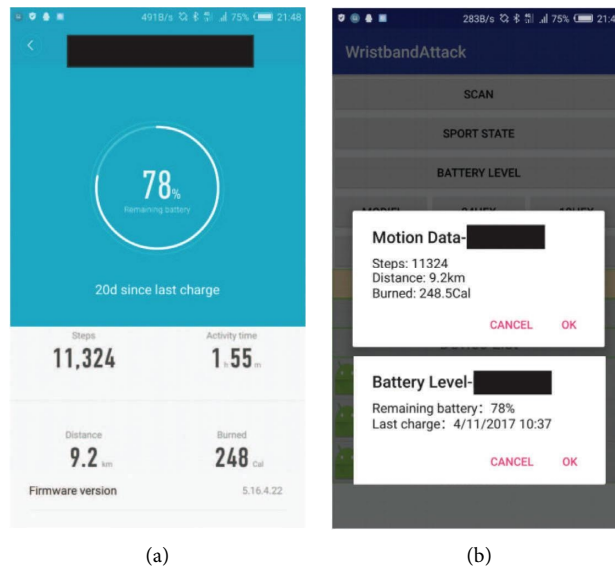 491B/s 75% 21:48
78%
Remaining battery
20d since last charge
Steps Activity time
11,324 1 h 55 m
Distance Burned
9.2 km 248 Cal
Firmware version 5.16.4.22
(a)
283B/s 75% 21:4
WristbandAttack
SCAN
SPORT STATE
BATTERY LEVEL
Motion Data-
Steps: 11324
Distance: 9.2km
Burned: 248.5Cal
CANCEL OK
Battery Level-
Remaining battery: 78%
Last charge: 4/11/2017 10:37
CANCEL OK
(b)